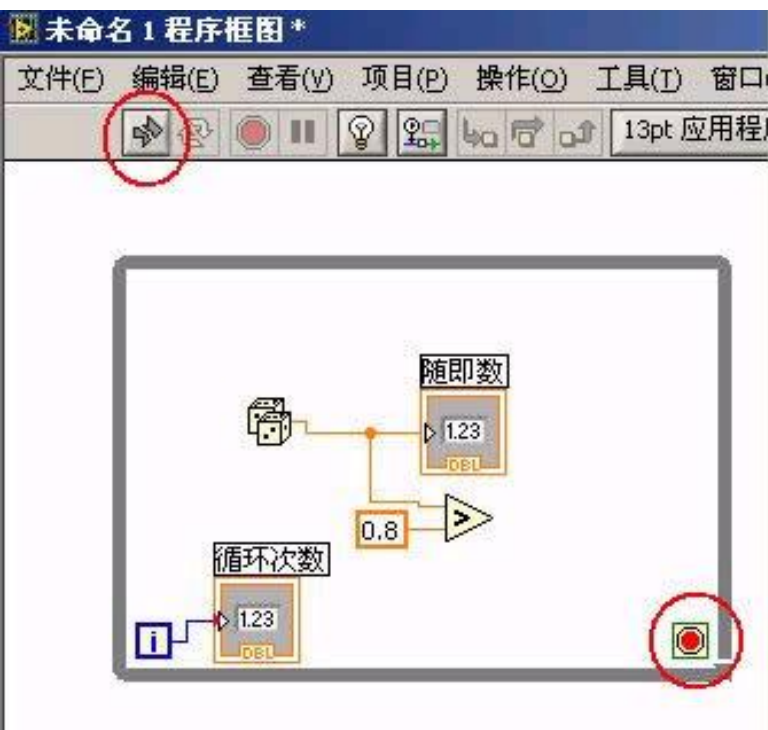 未命名 1 程序框图 *
文件(F) 编辑(E) 查看(V) 项目(P) 操作(O) 工具(T) 窗口
13pt 应用程
随即数
1.23
DBL
0.8
>
循环次数
1.23
DBL
i